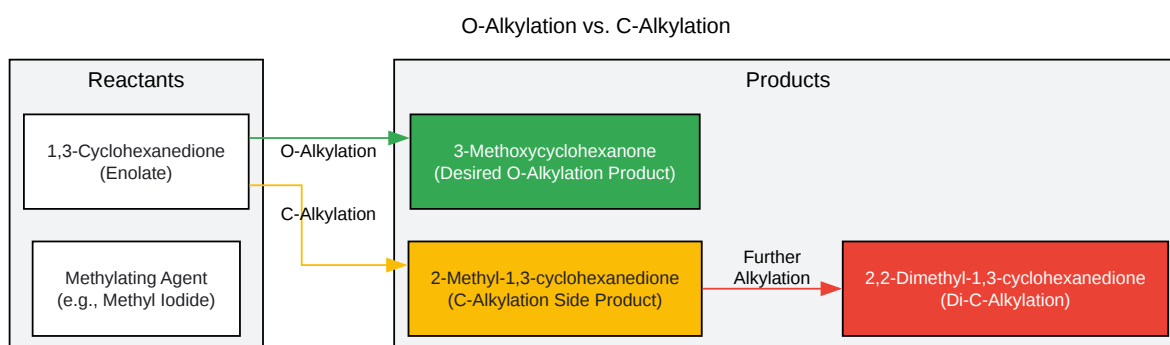 O-Alkylation vs. C-Alkylation
Reactants
Products
1,3-Cyclohexanedione
(Enolate)
O-Alkylation
3-Methoxycyclohexanone
(Desired O-Alkylation Product)
C-Alkylation
Methylating Agent
(e.g., Methyl Iodide)
2-Methyl-1,3-cyclohexanedione
(C-Alkylation Side Product)
Further
Alkylation
2,2-Dimethyl-1,3-cyclohexanedione
(Di-C-Alkylation)